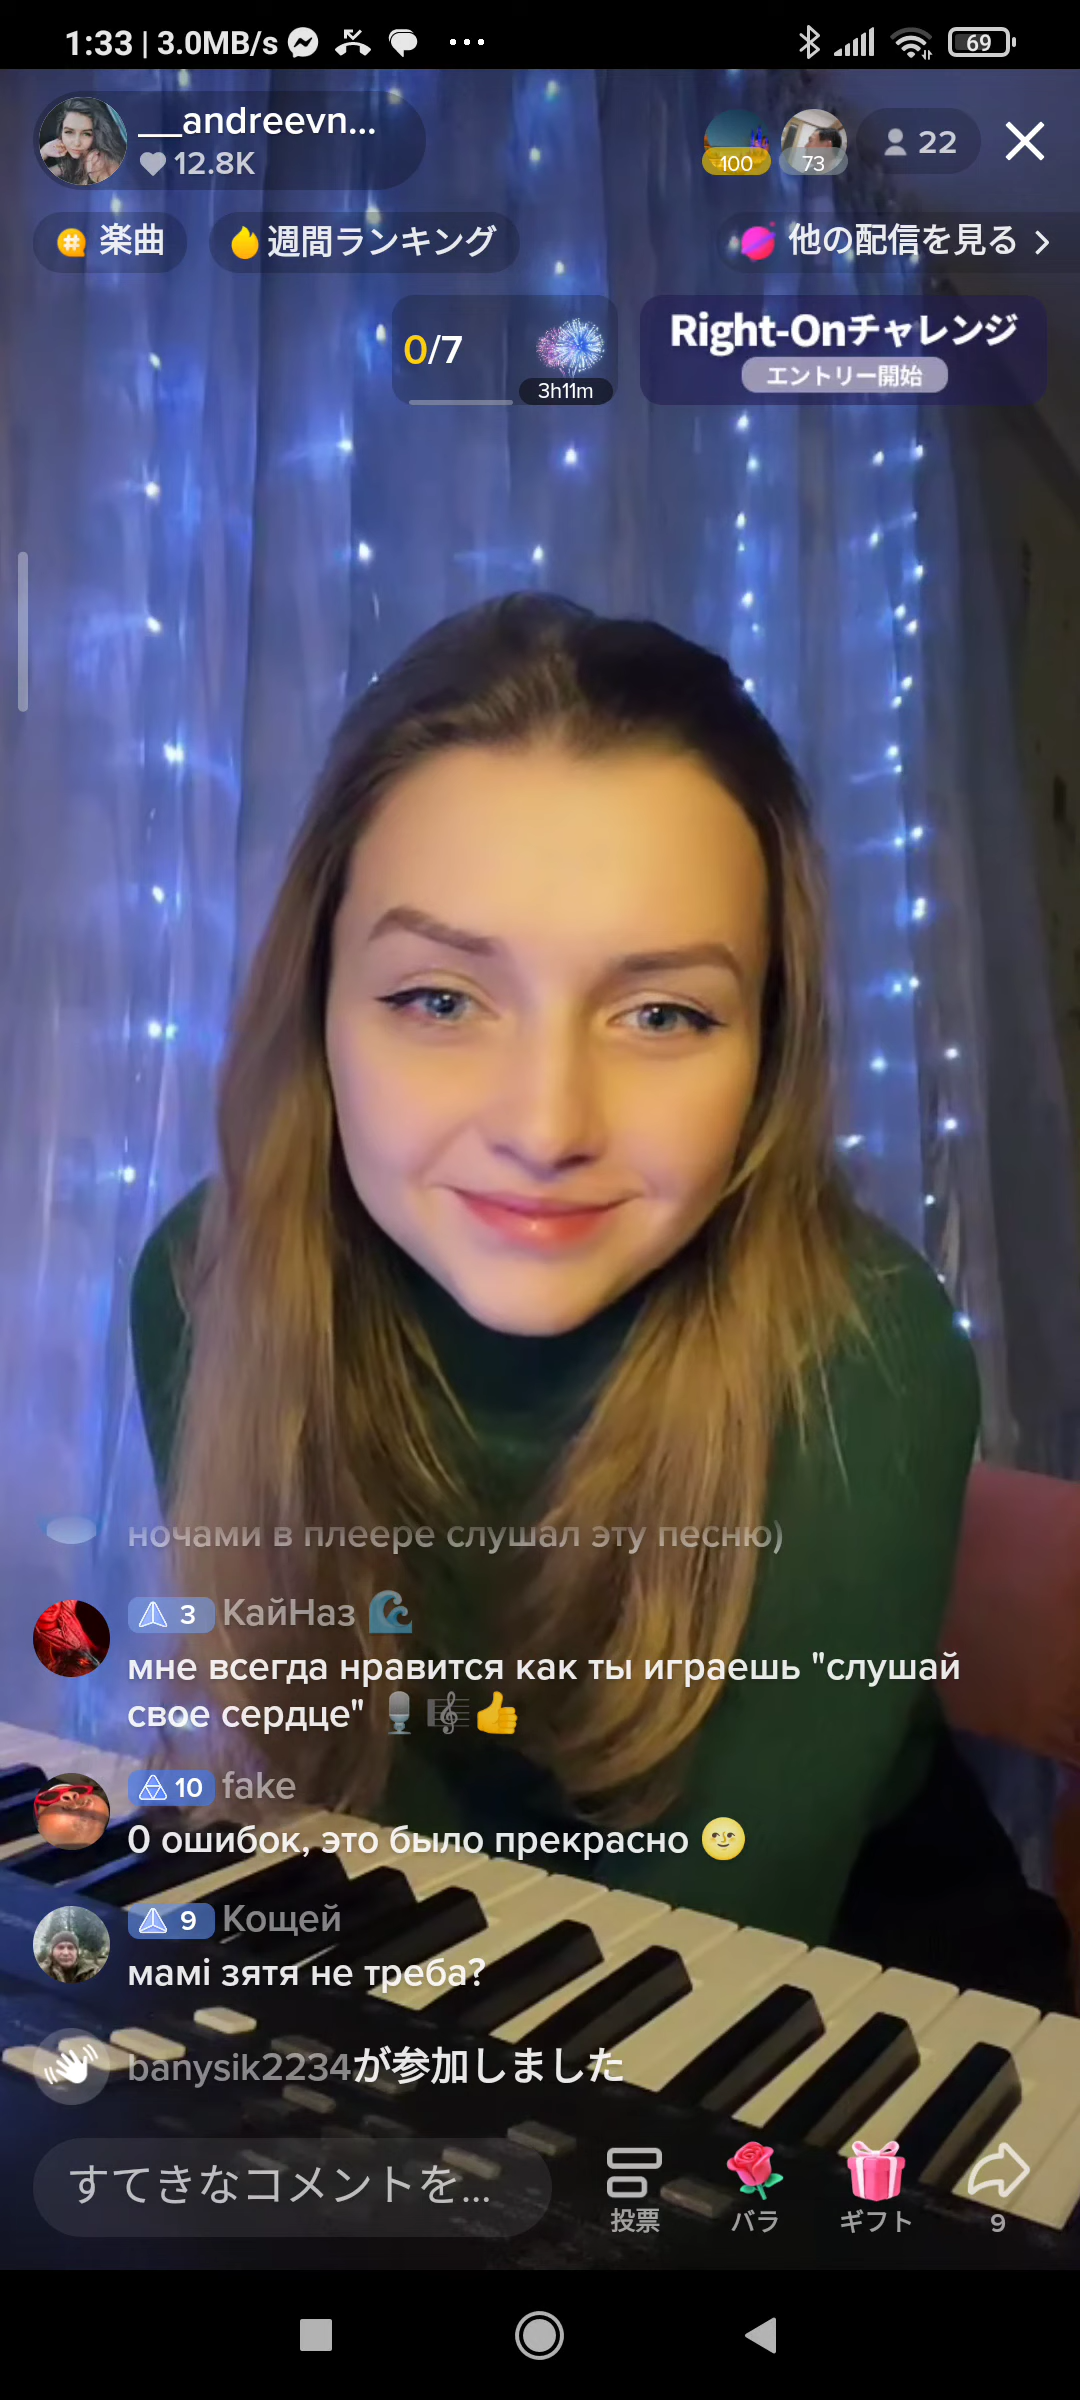 1:33 | 3.0MB/s
69
__andreevn...
12.8K
100
73
22
楽曲
週間ランキング
他の配信を見る
0/7
3h11m
Right-Onチャレンジ
エントリー開始
ночами в плеере слушал эту песню)
3 КайНаз 🌊
мне всегда нравится как ты играешь "слушай
свое сердце" 🎙️🎼👍
10 fake
0 ошибок, это было прекрасно 🌝
9 Кощей
мамі зятя не треба?
banysik2234が参加しました
すてきなコメントを...
投票
バラ
ギフト
9